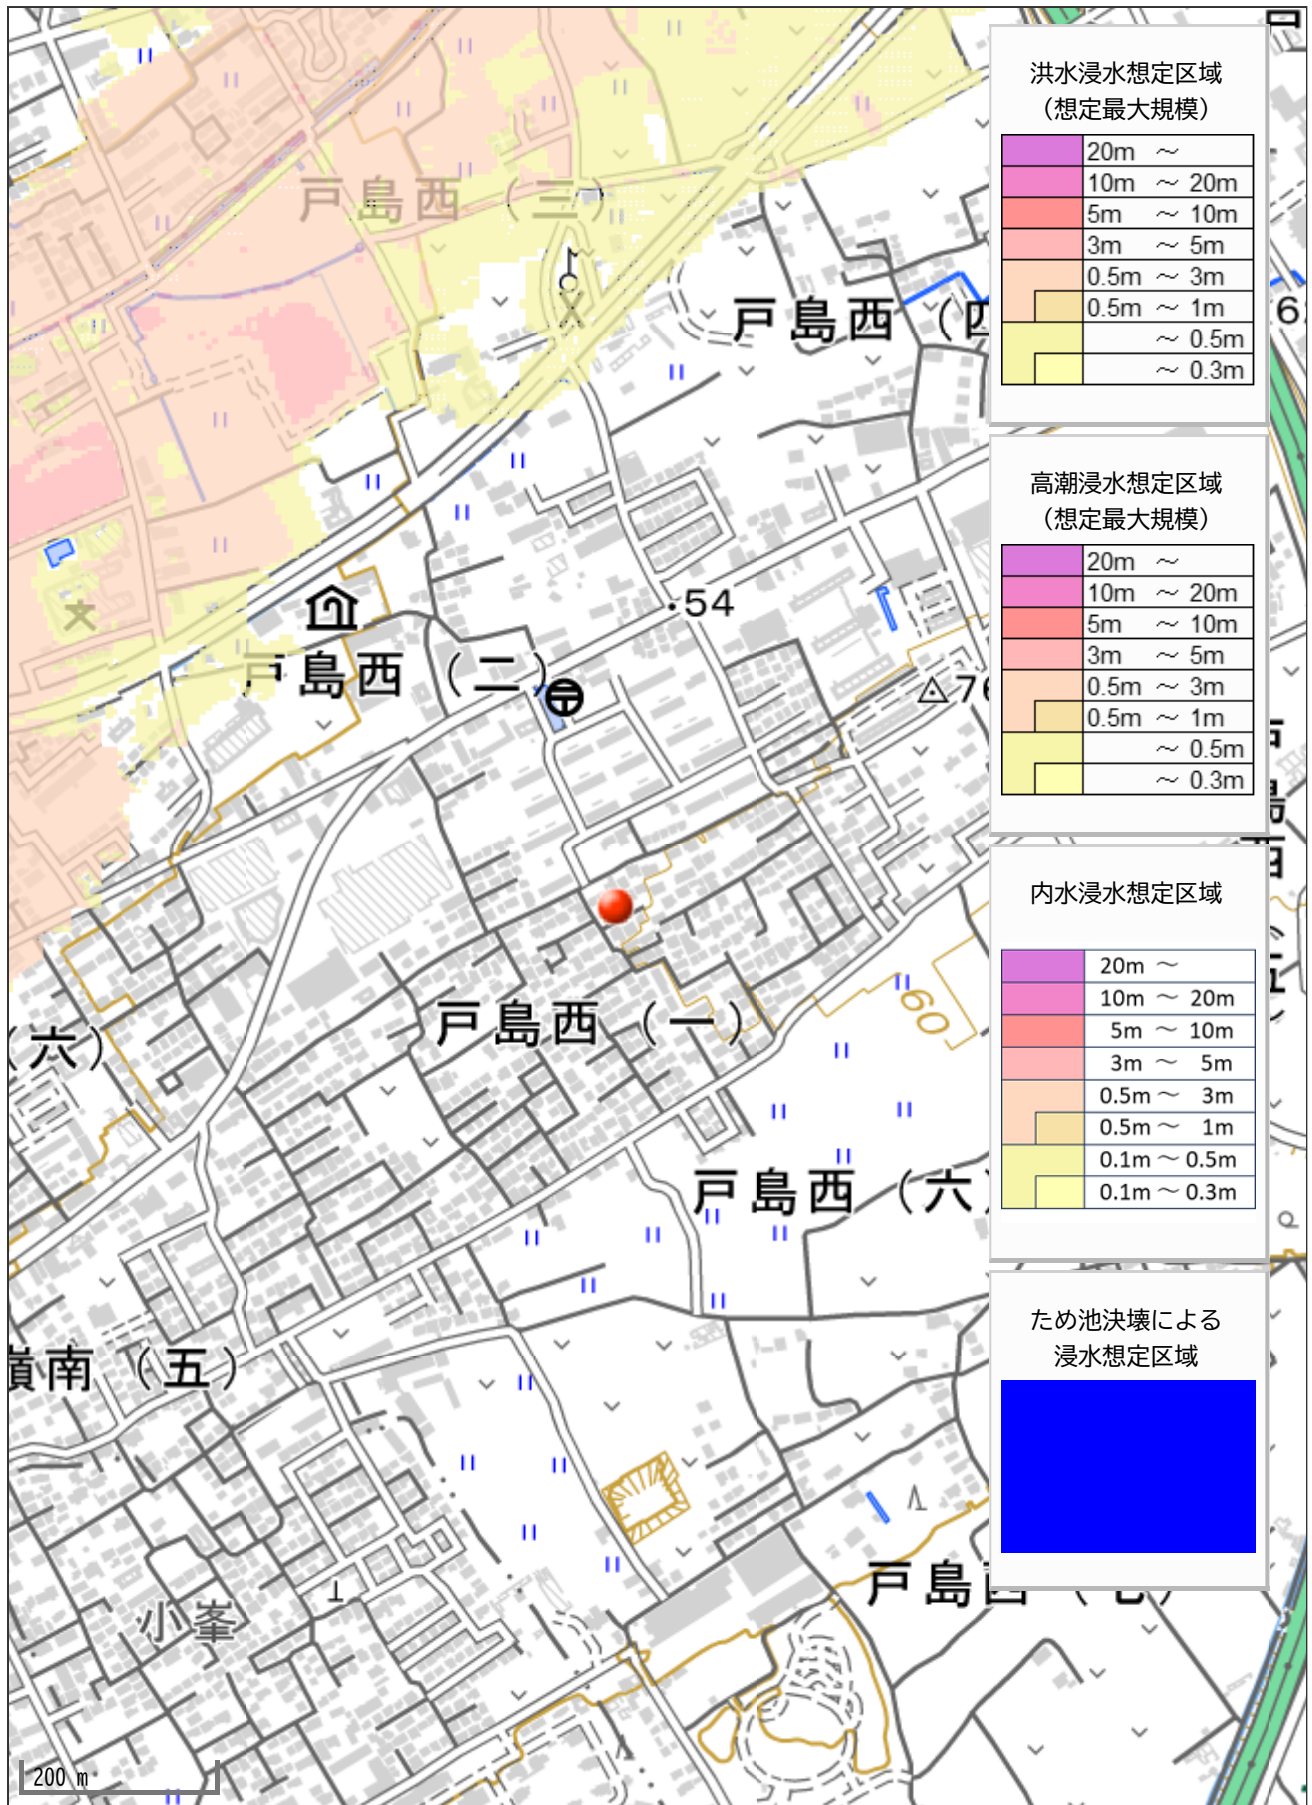 洪水浸水想定区域
（想定最大規模）
20m ～
10m ～ 20m
5m ～ 10m
3m ～ 5m
0.5m ～ 3m
0.5m ～ 1m
～ 0.5m
～ 0.3m
高潮浸水想定区域
（想定最大規模）
20m ～
10m ～ 20m
5m ～ 10m
3m ～ 5m
0.5m ～ 3m
0.5m ～ 1m
～ 0.5m
～ 0.3m
内水浸水想定区域
20m ～
10m ～ 20m
5m ～ 10m
3m ～ 5m
0.5m ～ 3m
0.5m ～ 1m
0.1m ～ 0.5m
0.1m ～ 0.3m
ため池決壊による
浸水想定区域
戸島西（三）
戸島西（四
54
戸島西（二）
76
戸島西（一）
60
（六）
戸島西（六）
嶺南（五）
戸島西（七）
小峯
200 m